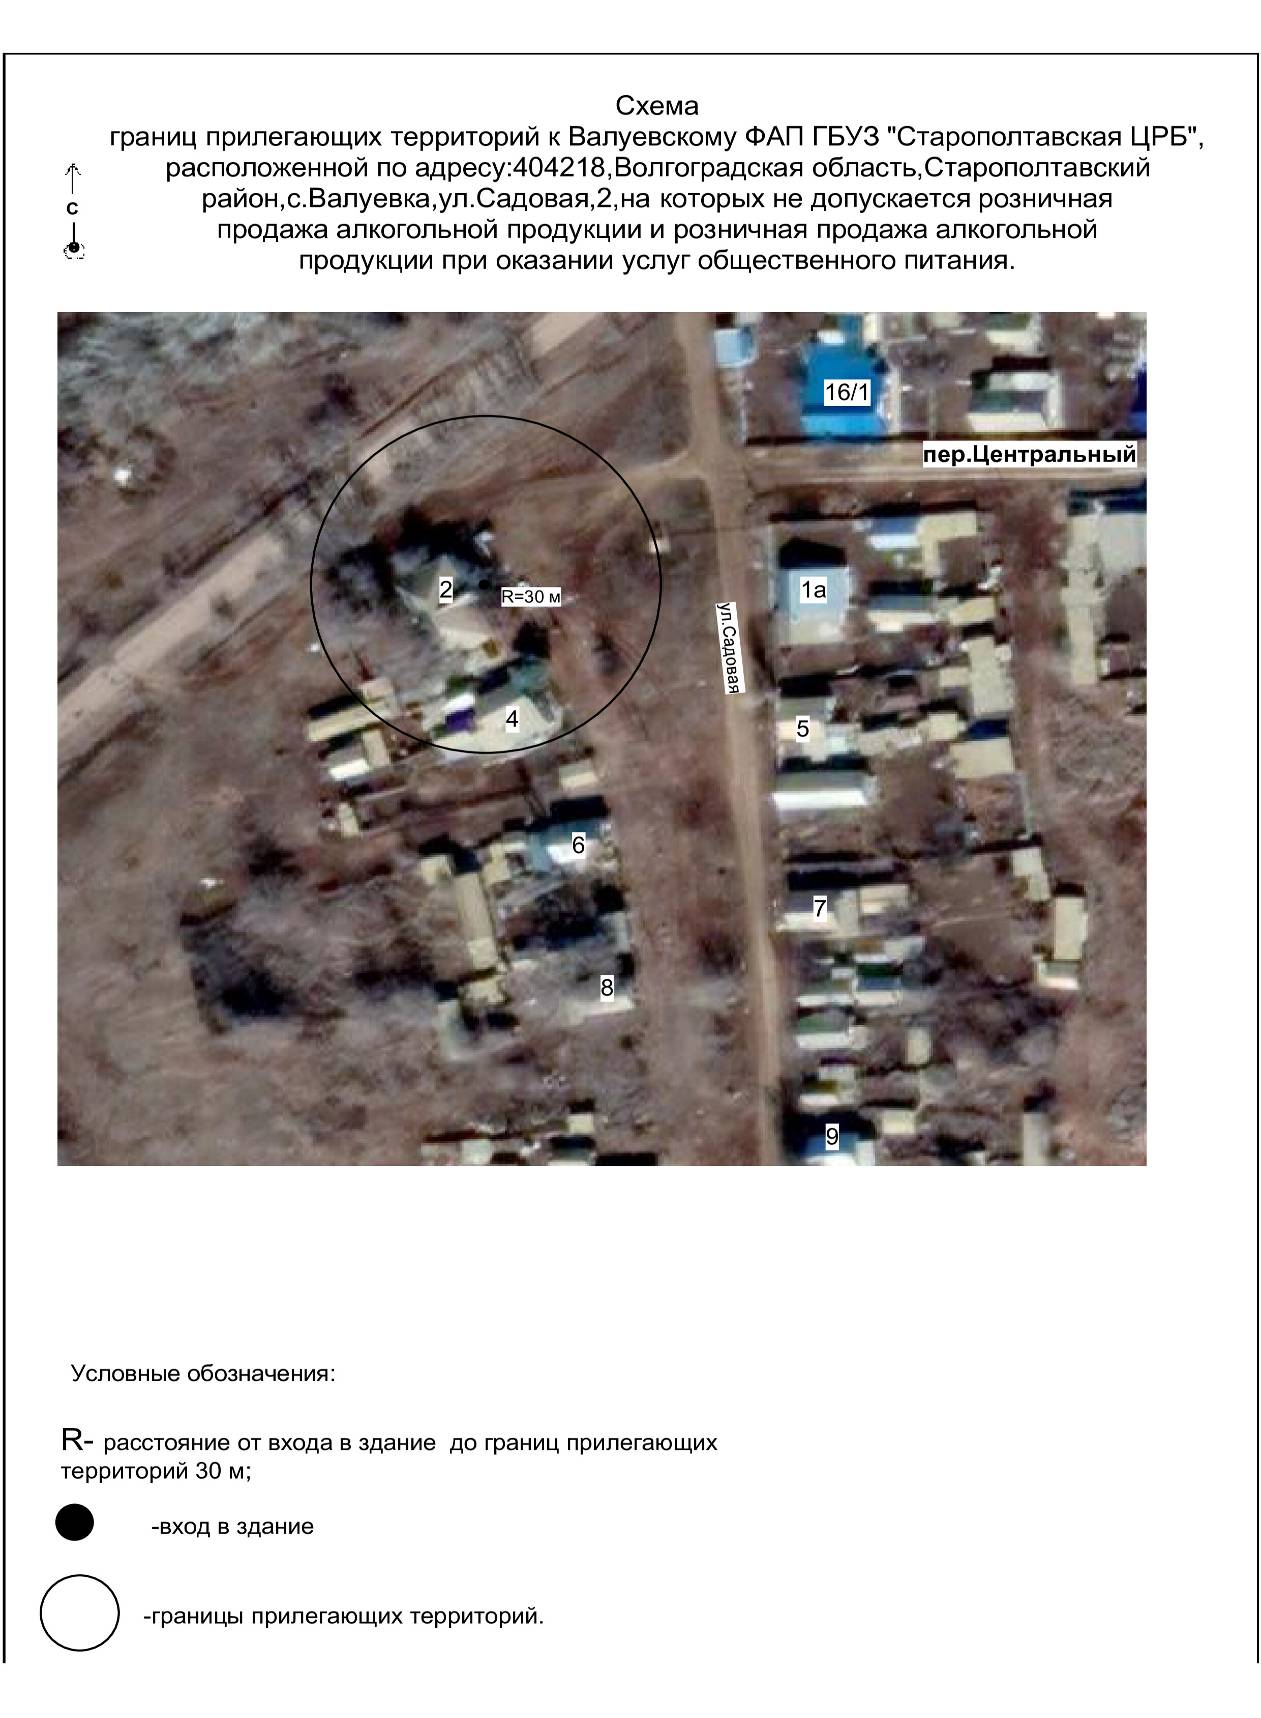 Схема
границ прилегающих территорий к Валуевскому ФАП ГБУЗ "Старополтавская ЦРБ",
расположенной по адресу:404218,Волгоградская область,Старополтавский
район,с.Валуевка,ул.Садовая,2,на которых не допускается розничная
продажа алкогольной продукции и розничная продажа алкогольной
продукции при оказании услуг общественного питания.
с
16/1
пер.Центральный
2
R=30 м
1а
ул.Садовая
4
5
6
7
8
9
Условные обозначения:
R- расстояние от входа в здание до границ прилегающих
территорий 30 м;
-вход в здание
-границы прилегающих территорий.